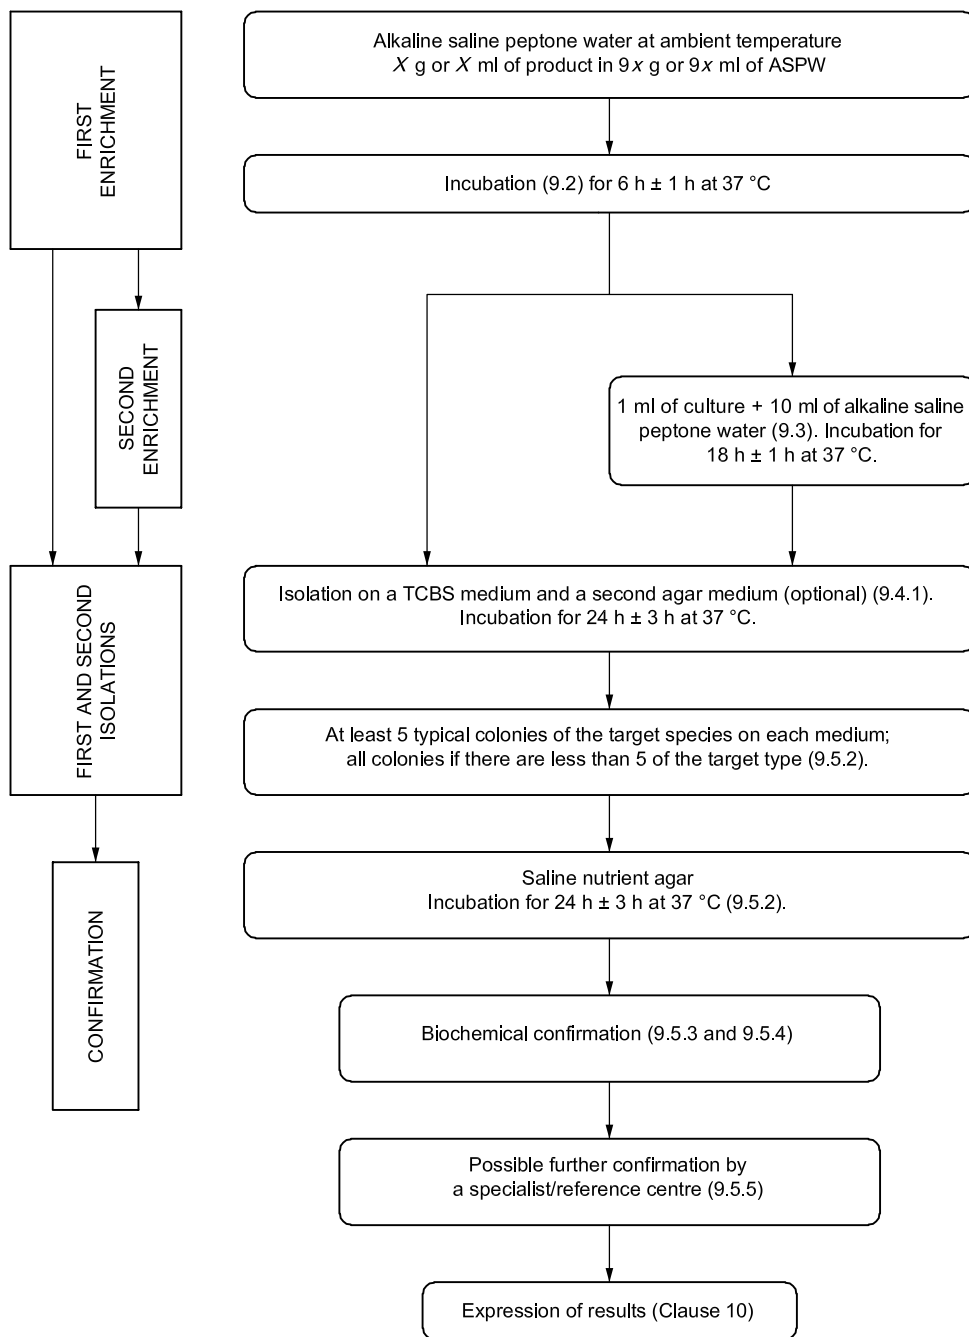 FIRST
ENRICHMENT
Alkaline saline peptone water at ambient temperature
X g or X ml of product in 9x g or 9x ml of ASPW
Incubation (9.2) for 6 h ± 1 h at 37 °C
SECOND
ENRICHMENT
1 ml of culture + 10 ml of alkaline saline
peptone water (9.3). Incubation for
18 h ± 1 h at 37 °C.
FIRST AND SECOND
ISOLATIONS
Isolation on a TCBS medium and a second agar medium (optional) (9.4.1).
Incubation for 24 h ± 3 h at 37 °C.
At least 5 typical colonies of the target species on each medium;
all colonies if there are less than 5 of the target type (9.5.2).
CONFIRMATION
Saline nutrient agar
Incubation for 24 h ± 3 h at 37 °C (9.5.2).
Biochemical confirmation (9.5.3 and 9.5.4)
Possible further confirmation by
a specialist/reference centre (9.5.5)
Expression of results (Clause 10)